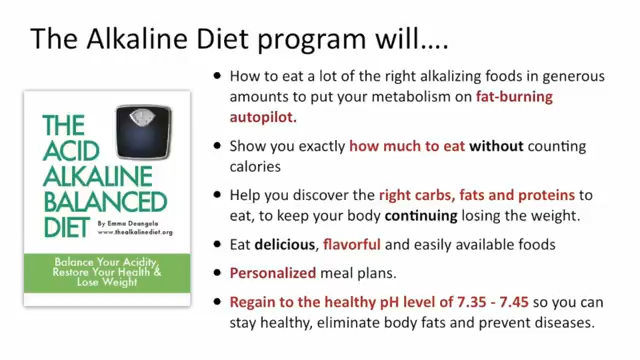 The Alkaline Diet program will....
THE
ACID
ALKALINE
BALANCED
DIET
By Emma Deangela
www.thealkalinediet.org
Balance Your Acidity,
Restore Your Health &
Lose Weight
• How to eat a lot of the right alkalizing foods in generous
amounts to put your metabolism on fat-burning
autopilot.
• Show you exactly how much to eat without counting
calories
• Help you discover the right carbs, fats and proteins to
eat, to keep your body continuing losing the weight.
• Eat delicious, flavorful and easily available foods
• Personalized meal plans.
• Regain to the healthy pH level of 7.35 - 7.45 so you can
stay healthy, eliminate body fats and prevent diseases.